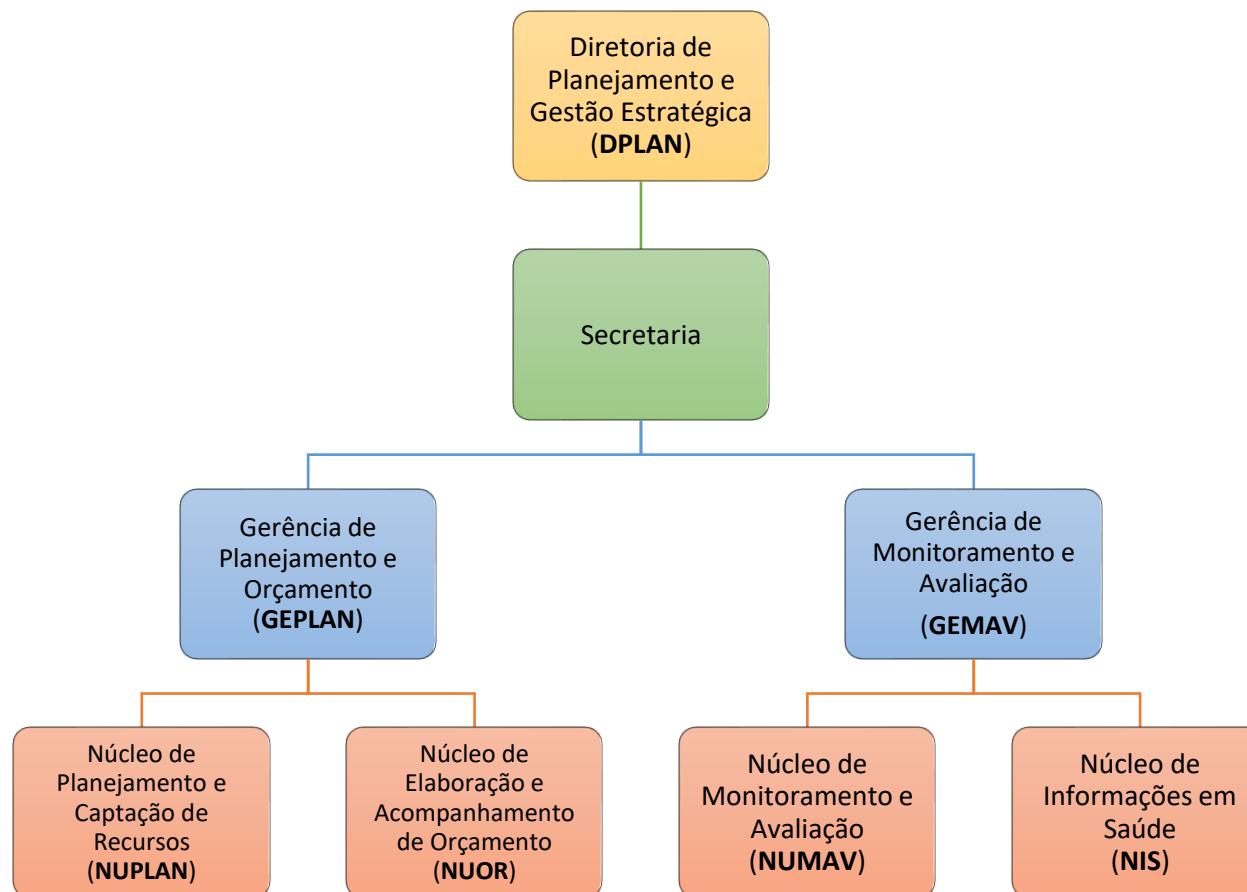 Diretoria de
Planejamento e
Gestão Estratégica
(DPLAN)
Secretaria
Gerência de
Planejamento e
Orçamento
(GEPLAN)
Gerência de
Monitoramento e
Avaliação
(GEMAV)
Núcleo de
Planejamento e
Captação de
Recursos
(NUPLAN)
Núcleo de
Elaboração e
Acompanhamento
de Orçamento
(NUOR)
Núcleo de
Monitoramento e
Avaliação
(NUMAV)
Núcleo de
Informações em
Saúde
(NIS)